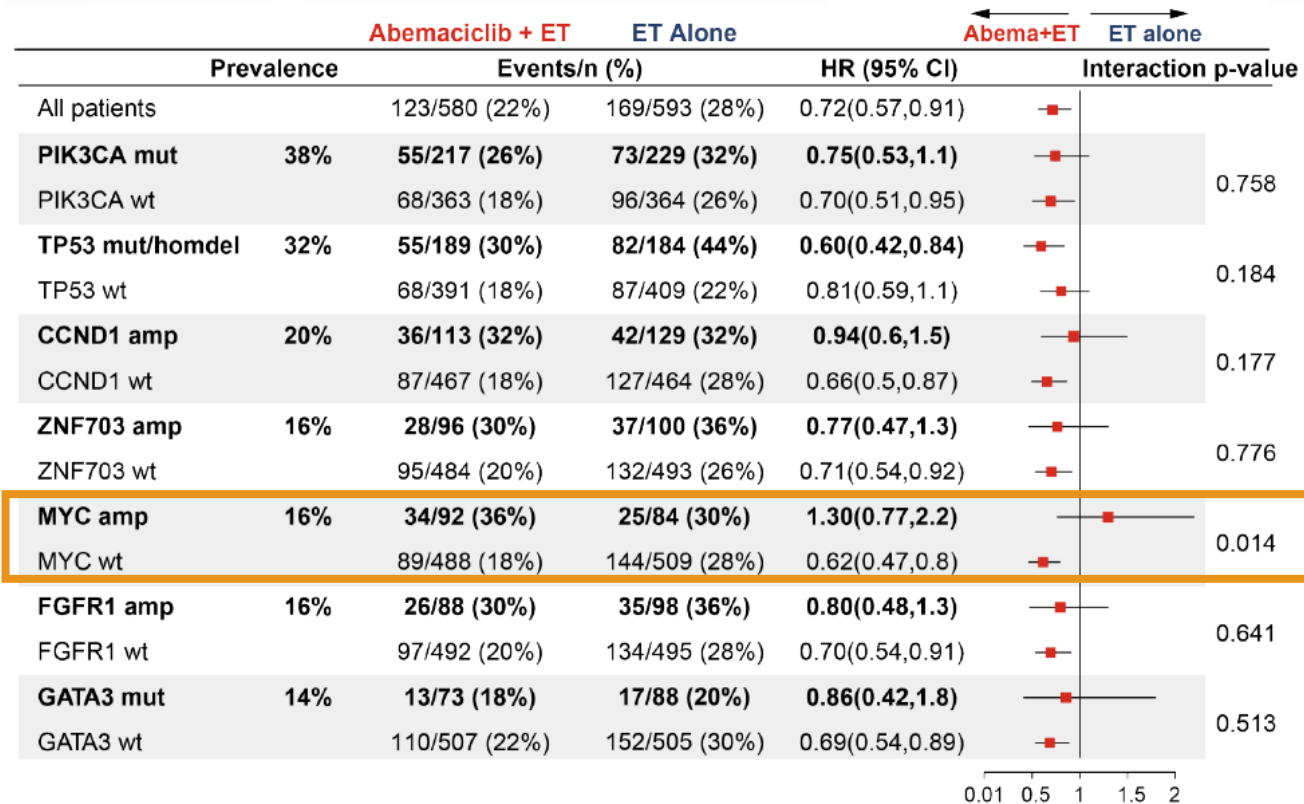 Abemaciclib + ET ET Alone Abema+ET ET alone
Prevalence Events/n (%) HR (95% CI) Interaction p-value
All patients 123/580 (22%) 169/593 (28%) 0.72(0.57,0.91)
PIK3CA mut 38% 55/217 (26%) 73/229 (32%) 0.75(0.53,1.1)
0.758
PIK3CA wt 68/363 (18%) 96/364 (26%) 0.70(0.51,0.95)
TP53 mut/homdel 32% 55/189 (30%) 82/184 (44%) 0.60(0.42,0.84)
0.184
TP53 wt 68/391 (18%) 87/409 (22%) 0.81(0.59,1.1)
CCND1 amp 20% 36/113 (32%) 42/129 (32%) 0.94(0.6,1.5)
0.177
CCND1 wt 87/467 (18%) 127/464 (28%) 0.66(0.5,0.87)
ZNF703 amp 16% 28/96 (30%) 37/100 (36%) 0.77(0.47,1.3)
0.776
ZNF703 wt 95/484 (20%) 132/493 (26%) 0.71(0.54,0.92)
MYC amp 16% 34/92 (36%) 25/84 (30%) 1.30(0.77,2.2)
0.014
MYC wt 89/488 (18%) 144/509 (28%) 0.62(0.47,0.8)
FGFR1 amp 16% 26/88 (30%) 35/98 (36%) 0.80(0.48,1.3)
0.641
FGFR1 wt 97/492 (20%) 134/495 (28%) 0.70(0.54,0.91)
GATA3 mut 14% 13/73 (18%) 17/88 (20%) 0.86(0.42,1.8)
0.513
GATA3 wt 110/507 (22%) 152/505 (30%) 0.69(0.54,0.89)
0.01 0.5 1 1.5 2